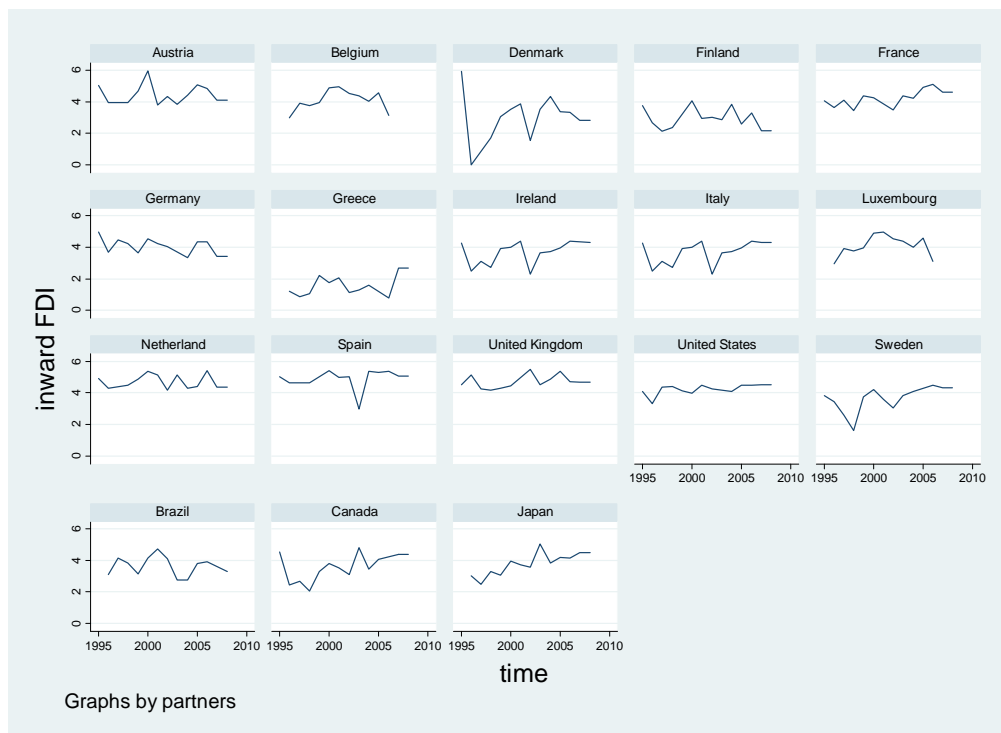 Austria Belgium Denmark Finland France
6
4
2
0
Germany Greece Ireland Italy Luxembourg
6
4
2
0
Netherland Spain United Kingdom United States Sweden
6
4
2
0
1995 2000 2005 2010 1995 2000 2005 2010
Brazil Canada Japan
6
4
2
0
1995 2000 2005 2010 1995 2000 2005 2010 1995 2000 2005 2010
inward FDI
time
Graphs by partners